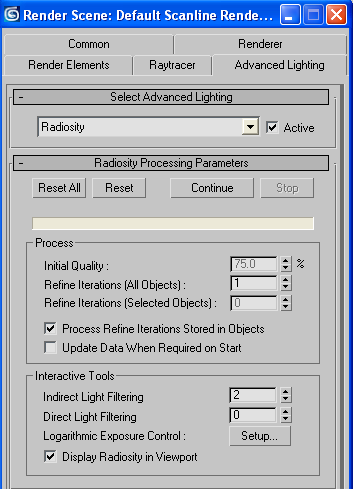 Render Scene: Default Scanline Rende...
Common Renderer
Render Elements Raytracer Advanced Lighting
- Select Advanced Lighting
Radiosity Active
- Radiosity Processing Parameters
Reset All Reset Continue Stop
Process
Initial Quality : 75.0 %
Refine Iterations (All Objects) : 1
Refine Iterations (Selected Objects) : 0
Process Refine Iterations Stored in Objects
Update Data When Required on Start
Interactive Tools
Indirect Light Filtering 2
Direct Light Filtering 0
Logarithmic Exposure Control : Setup...
Display Radiosity in Viewport